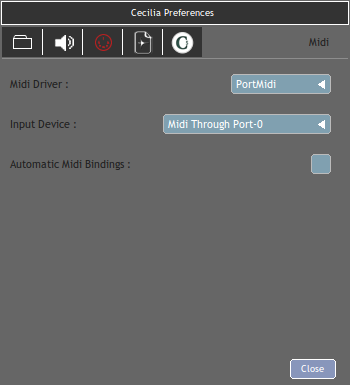 Cecilia Preferences
C
Midi
Midi Driver :
PortMidi
Input Device :
Midi Through Port-0
Automatic Midi Bindings :
Close